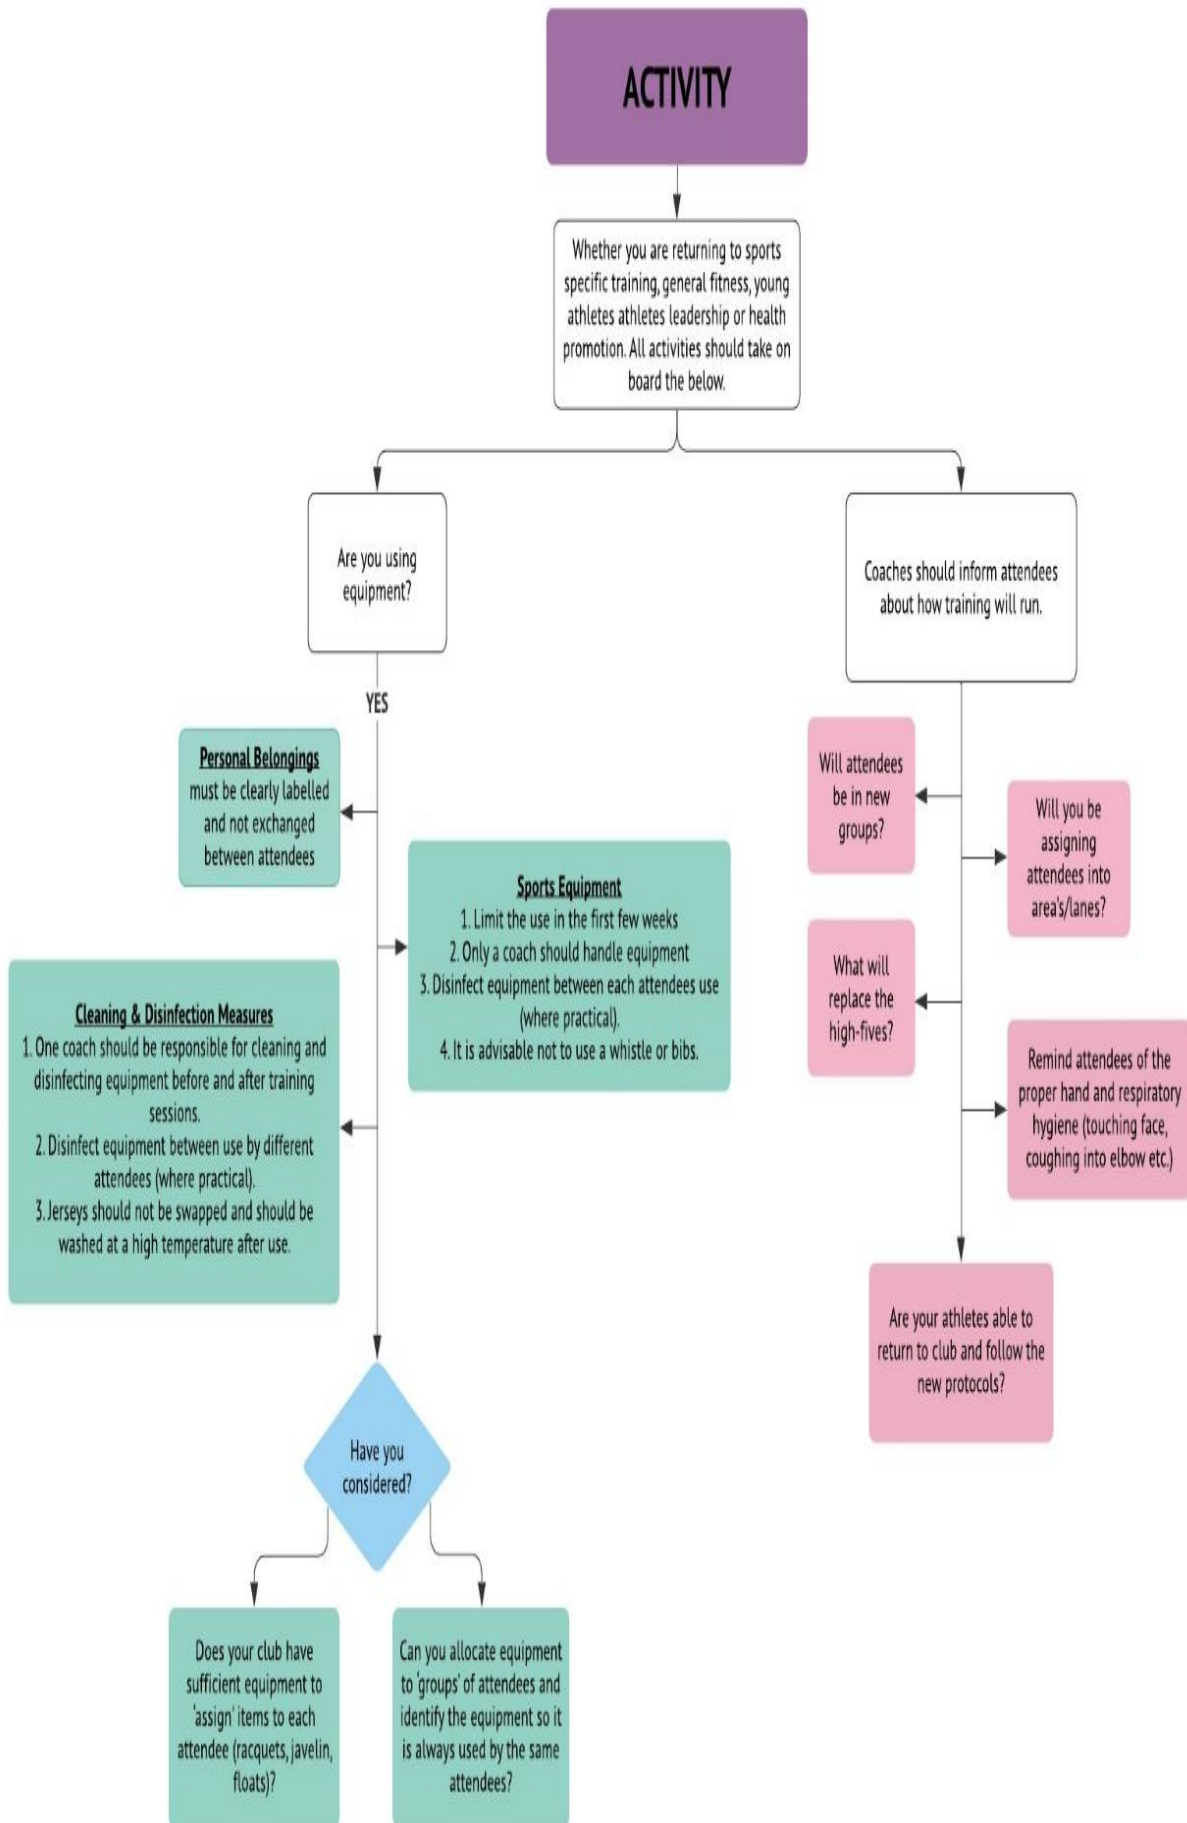 ACTIVITY
Whether you are returning to sports
specific training, general fitness, young
athletes athletes leadership or health
promotion. All activities should take on
board the below.
Are you using
equipment?
Coaches should inform attendees
about how training will run.
YES
Personal Belongings
must be clearly labelled
and not exchanged
between attendees
Sports Equipment
1. Limit the use in the first few weeks
2. Only a coach should handle equipment
3. Disinfect equipment between each attendees use
(where practical).
4. It is advisable not to use a whistle or bibs.
Cleaning & Disinfection Measures
1. One coach should be responsible for cleaning and
disinfecting equipment before and after training
sessions.
2. Disinfect equipment between use by different
attendees (where practical).
3. Jerseys should not be swapped and should be
washed at a high temperature after use.
Have you
considered?
Does your club have
sufficient equipment to
'assign' items to each
attendee (racquets, javelin,
floats)?
Can you allocate equipment
to 'groups' of attendees and
identify the equipment so it
is always used by the same
attendees?
Will attendees
be in new
groups?
Will you be
assigning
attendees into
area's/lanes?
What will
replace the
high-fives?
Remind attendees of the
proper hand and respiratory
hygiene (touching face,
coughing into elbow etc.)
Are your athletes able to
return to club and follow the
new protocols?